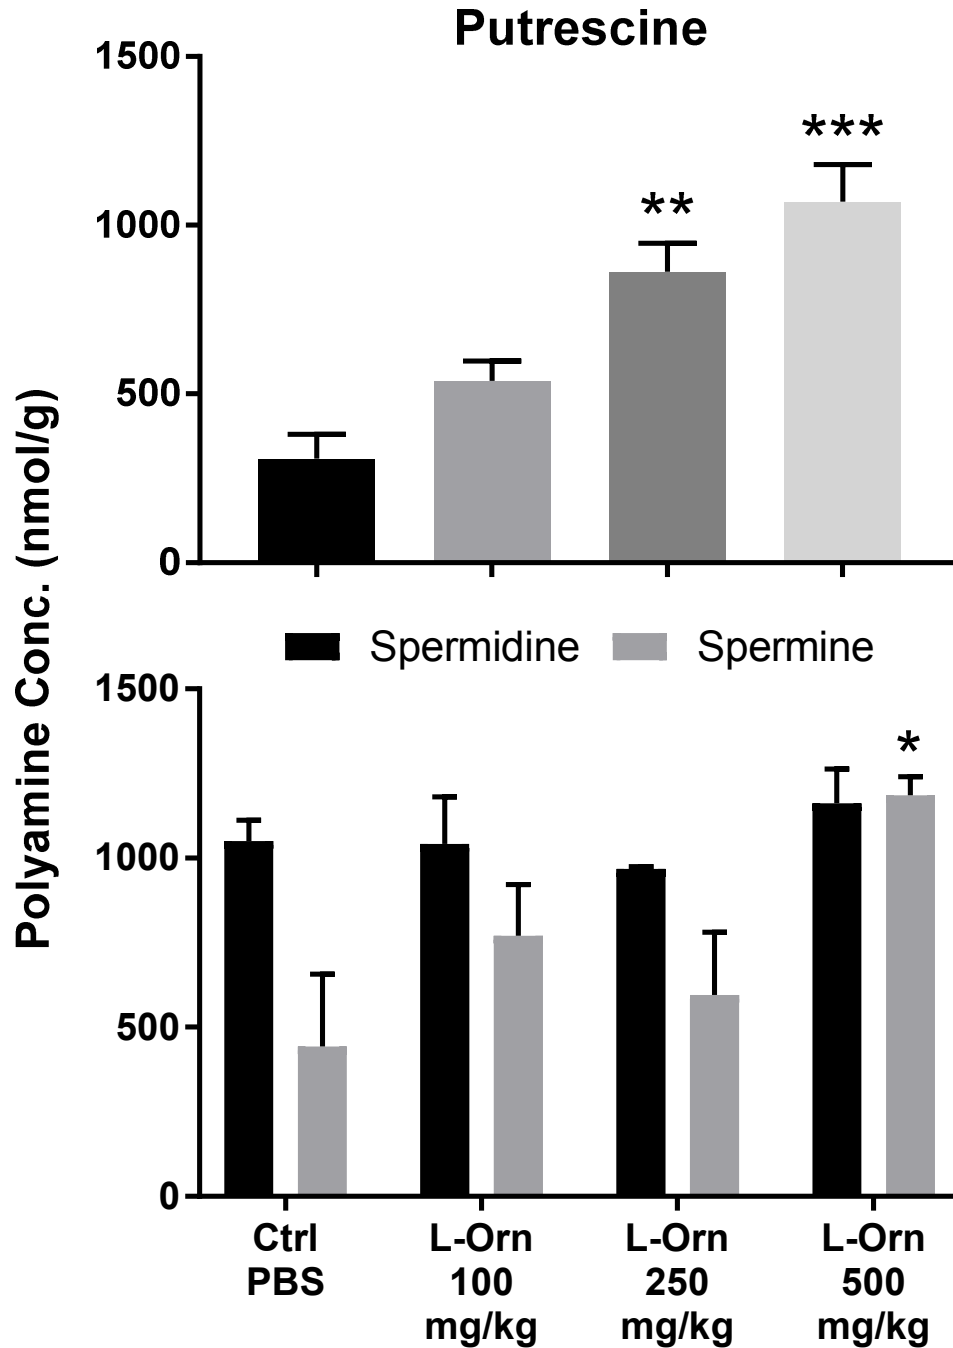 Putrescine
1500
***
**
1000
500
0
Polyamine Conc. (nmol/g)
Spermidine Spermine
1500
*
1000
500
0
Ctrl L-Orn L-Orn L-Orn
PBS 100 250 500
mg/kg mg/kg mg/kg